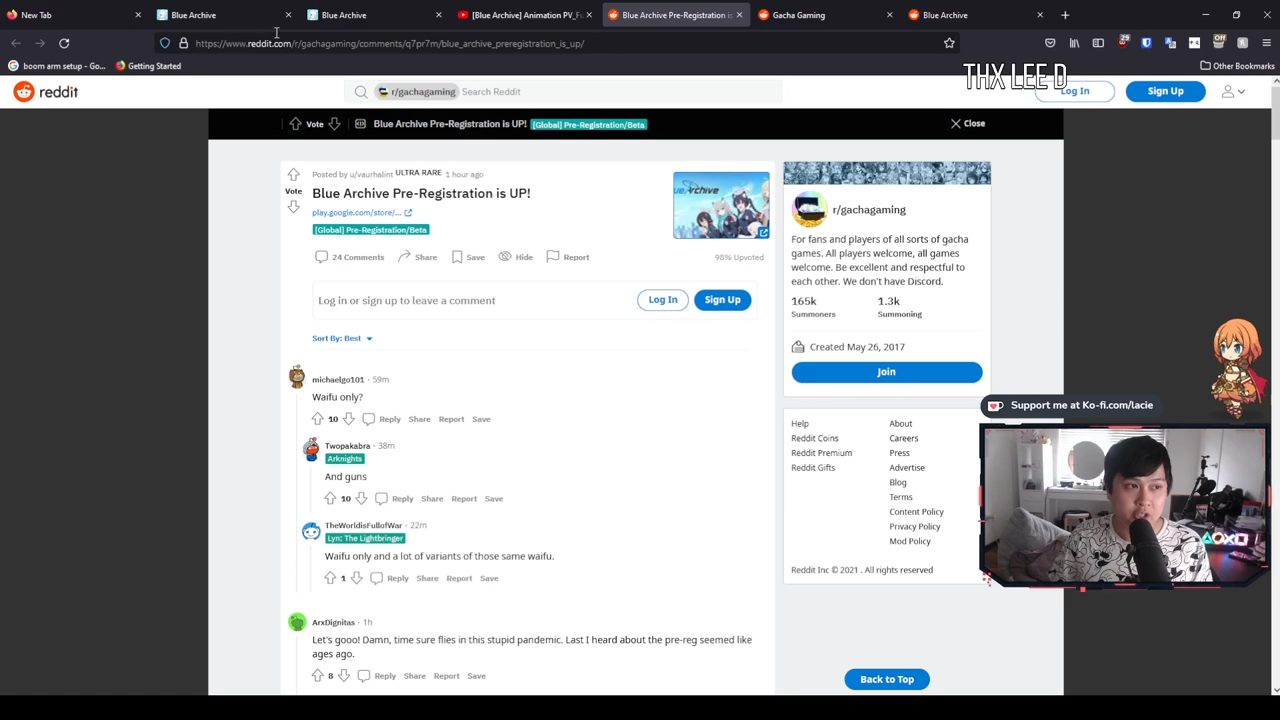 New Tab
Blue Archive
Blue Archive
[Blue Archive] Animation PV_Fu
Blue Archive Pre-Registration is
Gacha Gaming
Blue Archive
https://www.reddit.com/r/gachagaming/comments/q7pr7m/blue_archive_preregistration_is_up/
29
Off
boom arm setup - Go...
Getting Started
Other Bookmarks
THX LEE D
reddit
r/gachagaming
Search Reddit
Log In
Sign Up
Vote
Blue Archive Pre-Registration is UP!
[Global] Pre-Registration/Beta
Close
Posted by u/vaurhalint ULTRA RARE 1 hour ago
Vote
Blue Archive Pre-Registration is UP!
play.google.com/store/...
[Global] Pre-Registration/Beta
24 Comments
Share
Save
Hide
Report
98% Upvoted
Log in or sign up to leave a comment
Log In
Sign Up
Sort By: Best
michaelgo101 · 59m
Waifu only?
10
Reply
Share
Report
Save
Twopakabra · 38m
Arknights
And guns
10
Reply
Share
Report
Save
TheWorldisFullofWar · 22m
Lyn: The Lightbringer
Waifu only and a lot of variants of those same waifu.
1
Reply
Share
Report
Save
ArxDignitas · 1h
Let's gooo! Damn, time sure flies in this stupid pandemic. Last I heard about the pre-reg seemed like
ages ago.
8
Reply
Share
Report
Save
r/gachagaming
For fans and players of all sorts of gacha
games. All players welcome, all games
welcome. Be excellent and respectful to
each other. We don't have Discord.
165k
1.3k
Summoners
Summoning
Created May 26, 2017
Join
Help
About
Reddit Coins
Careers
Reddit Premium
Press
Reddit Gifts
Advertise
Blog
Terms
Content Policy
Privacy Policy
Mod Policy
Reddit Inc © 2021 . All rights reserved
Back to Top
Support me at Ko-fi.com/lacie